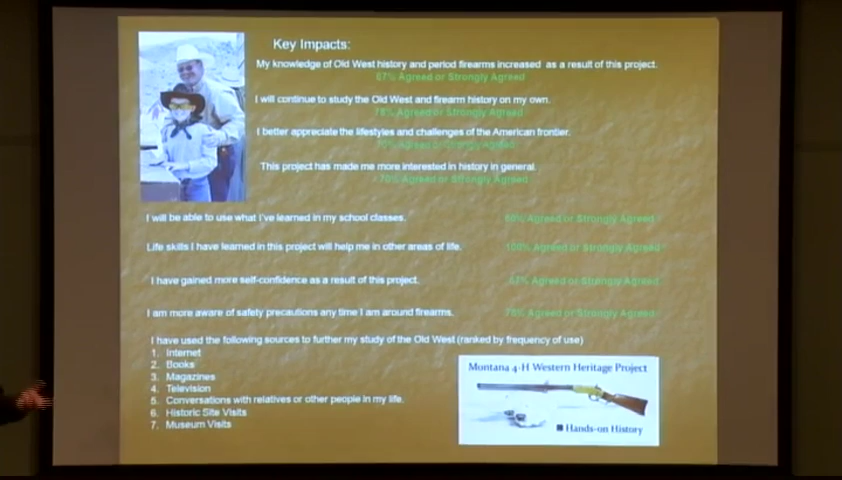 Key Impacts:
My knowledge of Old West history and period firearms increased as a result of this project.
Agreed or Strongly Agreed
I will continue to study the Old West and firearm history on my own.
Agreed or Strongly Agreed
I better appreciate the lifestyles and challenges of the American frontier.
Agreed or Strongly Agreed
This project has made me more interested in history in general.
70% Agreed or Strongly Agreed
I will be able to use what I've learned in my school classes.
Agreed or Strongly Agreed
Life skills I have learned in this project will help me in other areas of life.
100% Agreed or Strongly Agreed
I have gained more self-confidence as a result of this project.
Agreed or Strongly Agreed
I am more aware of safety precautions any time I am around firearms.
Agreed or Strongly Agreed
I have used the following sources to further my study of the Old West (ranked by frequency of use)
1. Internet
2. Books
3. Magazines
4. Television
5. Conversations with relatives or other people in my life.
6. Historic Site Visits
7. Museum Visits
Montana 4-H Western Heritage Project
Hands-on History